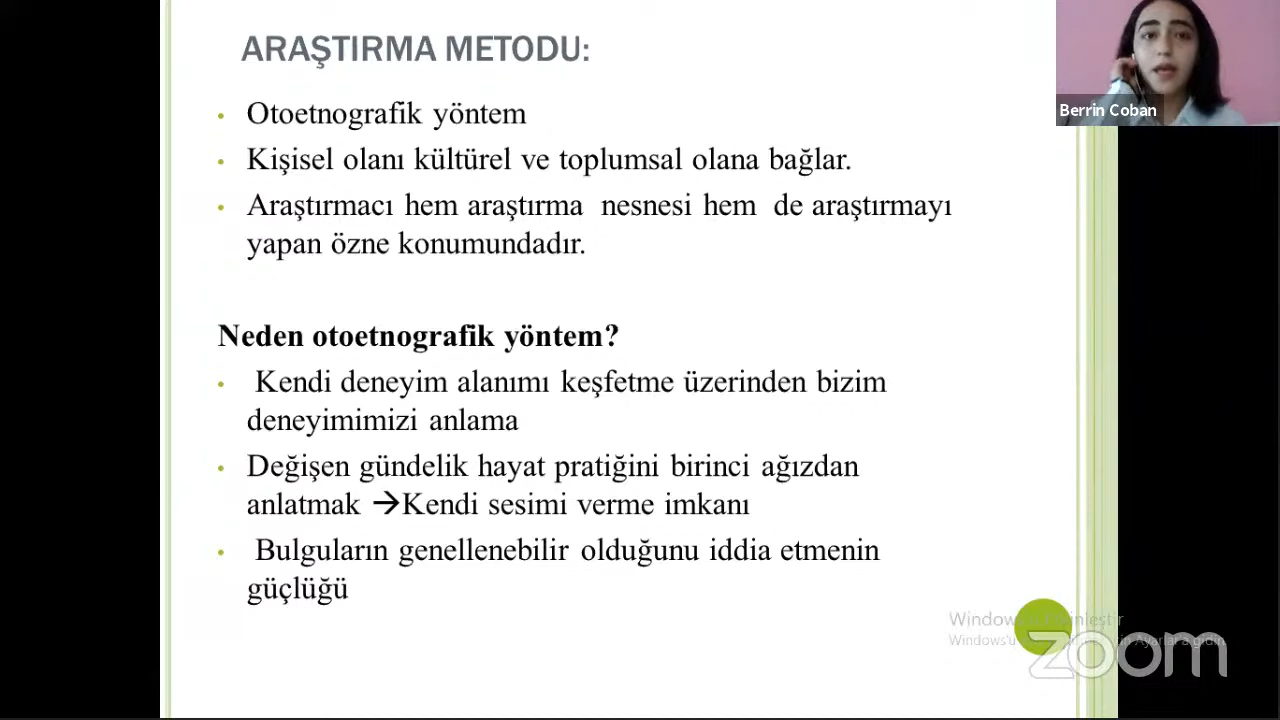 ARAŞTIRMA METODU:
Berrin Coban
• Otoetnografik yöntem
• Kişisel olanı kültürel ve toplumsal olana bağlar.
• Araştırmacı hem araştırma nesnesi hem de araştırmayı
yapan özne konumundadır.
Neden otoetnografik yöntem?
• Kendi deneyim alanımı keşfetme üzerinden bizim
deneyimimizi anlama
• Değişen gündelik hayat pratiğini birinci ağızdan
anlatmak →Kendi sesimi verme imkanı
• Bulguların genellenebilir olduğunu iddia etmenin
güçlüğü
zoom